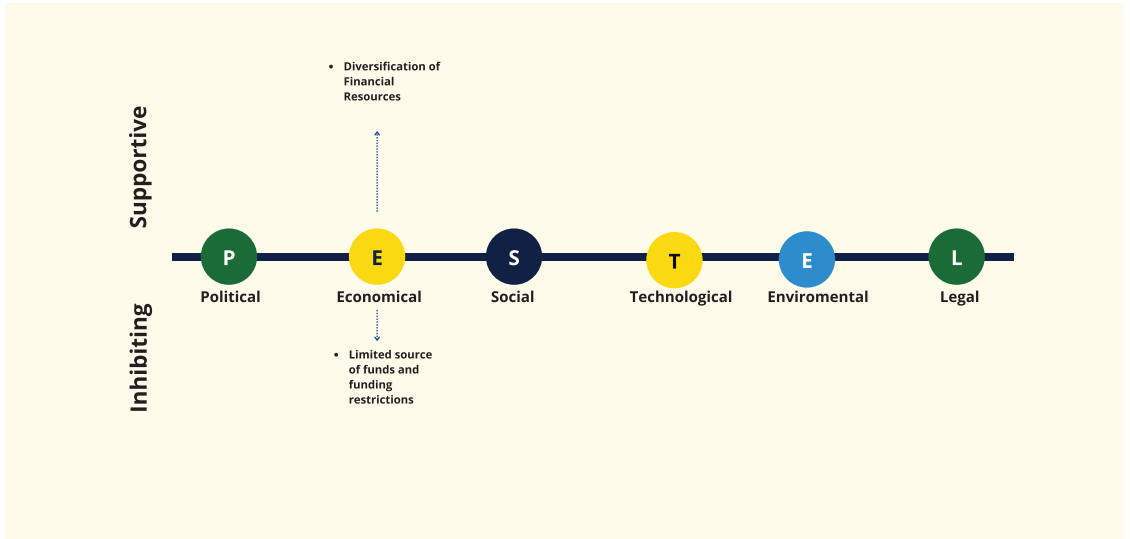 • Diversification of
Financial
Resources
Supportive
P
E
S
T
E
L
Political
Economical
Social
Technological
Enviromental
Legal
Inhibiting
• Limited source
of funds and
funding
restrictions